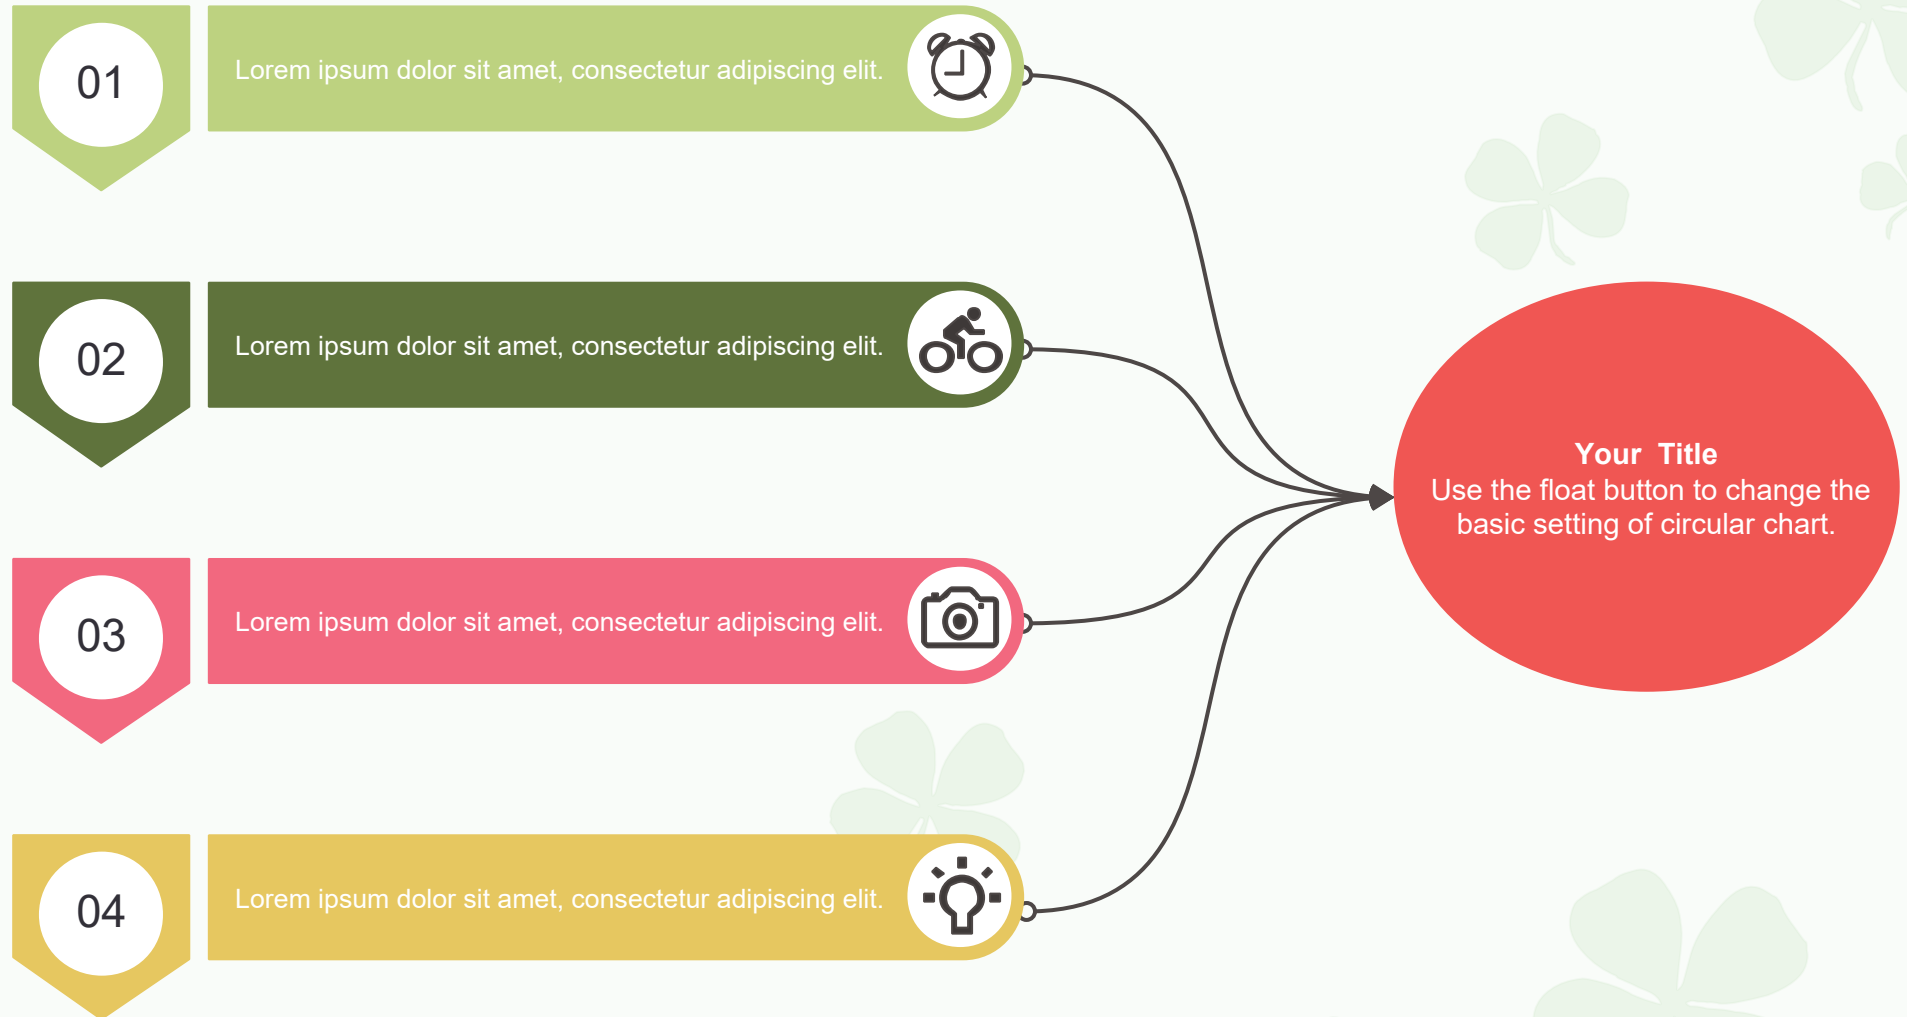 01
Lorem ipsum dolor sit amet, consectetur adipiscing elit.
02
Lorem ipsum dolor sit amet, consectetur adipiscing elit.
03
Lorem ipsum dolor sit amet, consectetur adipiscing elit.
04
Lorem ipsum dolor sit amet, consectetur adipiscing elit.
Your Title
Use the float button to change the
basic setting of circular chart.